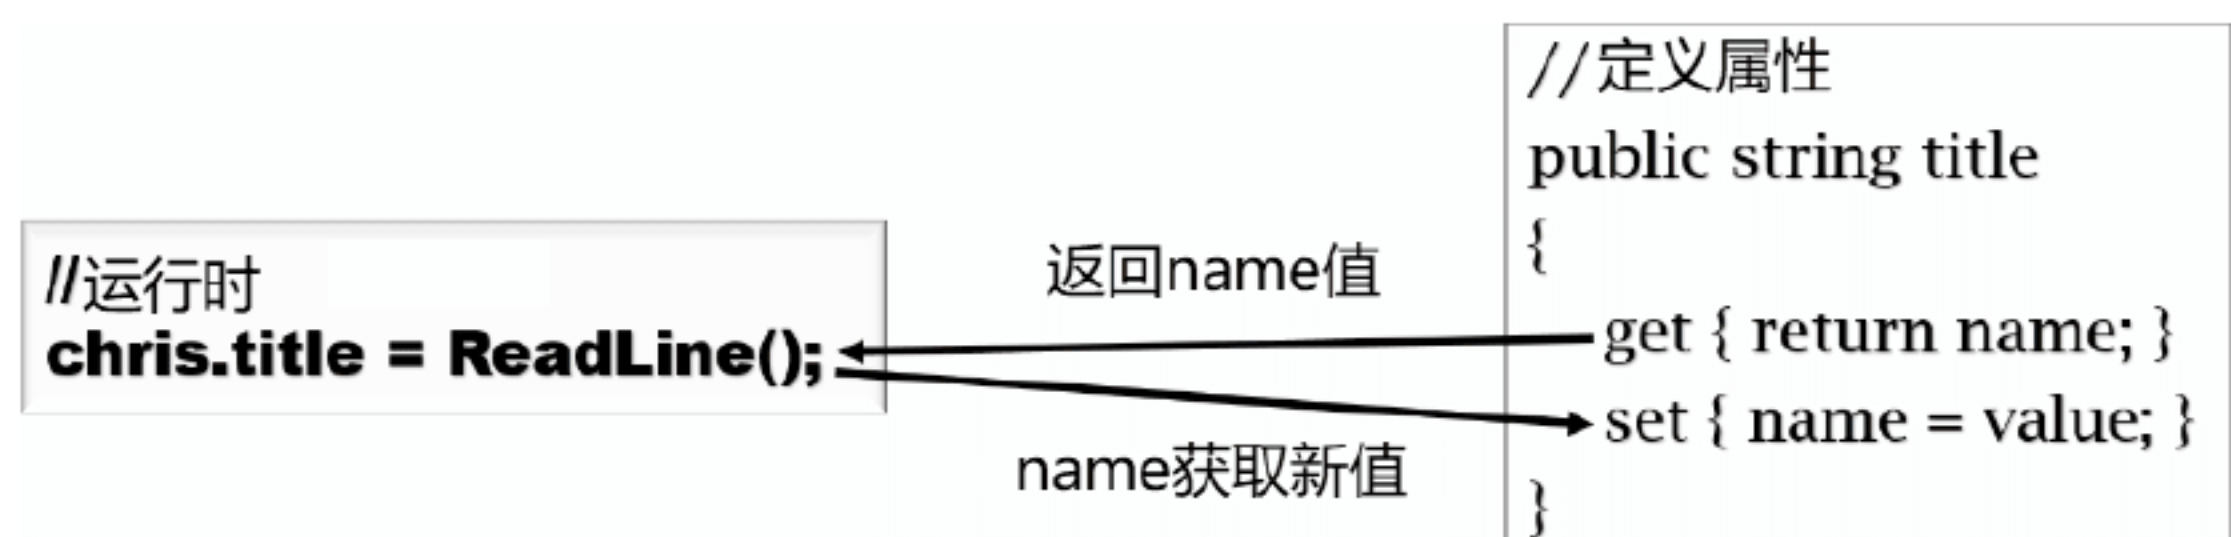 //运行时
chris.title = ReadLine();
返回name值
name获取新值
//定义属性
public string title
{
get { return name; }
set { name = value; }
}